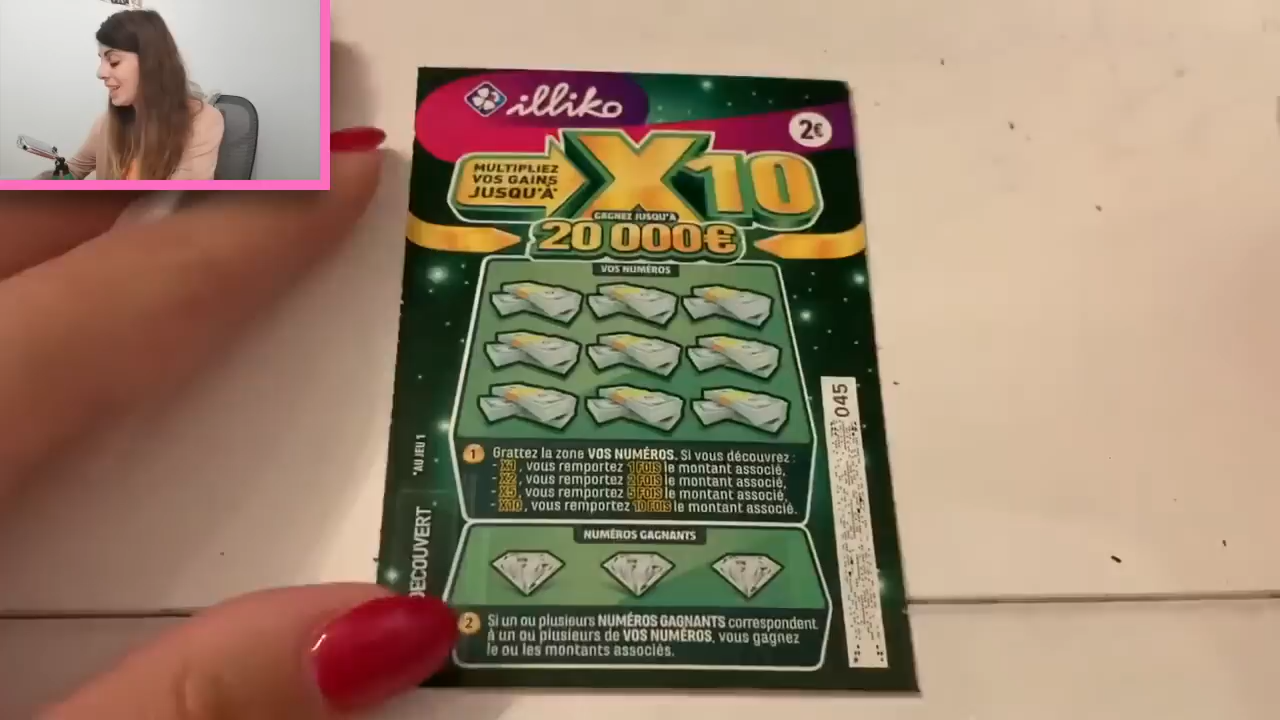 illiko
2€
MULTIPLIEZ
VOS GAINS
JUSQU'À*
X10
GAGNEZ JUSQU'À
20 000€
VOS NUMÉROS
1 Grattez la zone VOS NUMÉROS. Si vous découvrez :
- X1, vous remportez 1 FOIS le montant associé,
- X2, vous remportez 2 FOIS le montant associé,
- X5, vous remportez 5 FOIS le montant associé,
- X10, vous remportez 10 FOIS le montant associé.
NUMÉROS GAGNANTS
2 Si un ou plusieurs NUMÉROS GAGNANTS correspondent
à un ou plusieurs de VOS NUMÉROS, vous gagnez
le ou les montants associés.
*AU JEU 1
DÉCOUVERT
045